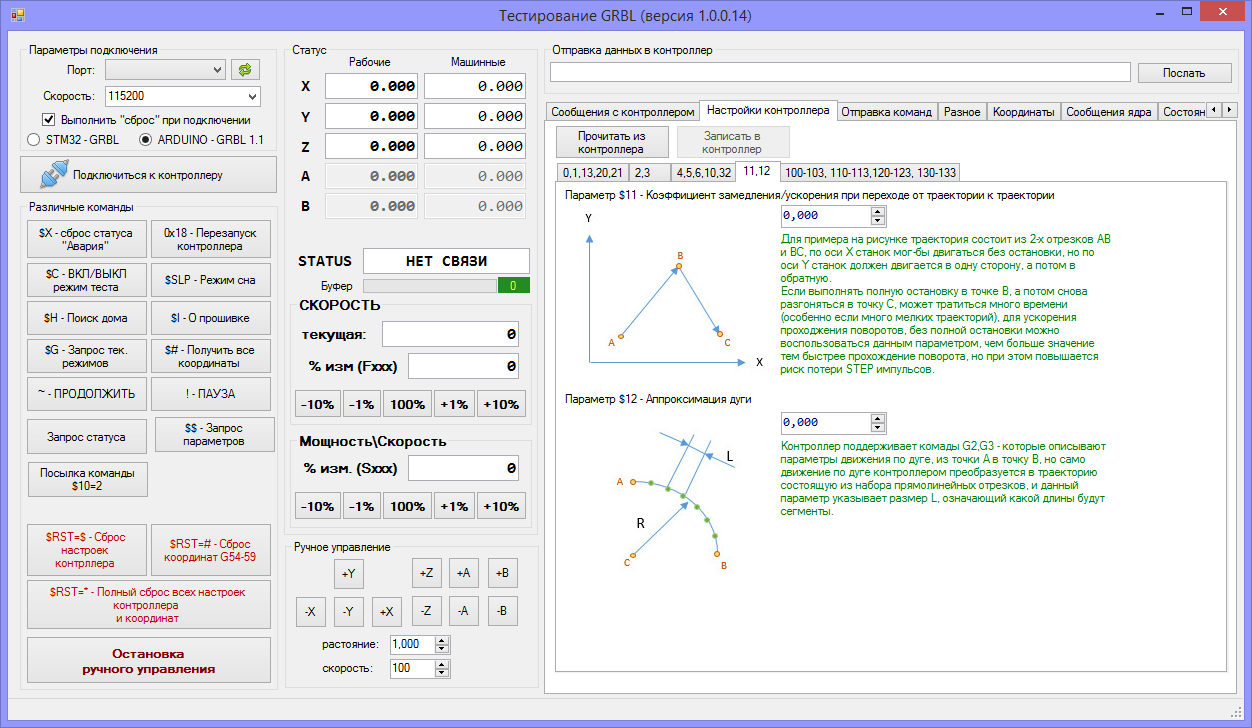 Тестирование GRBL (версия 1.0.0.14)
Параметры подключения
Порт:
Скорость: 115200
Выполнить "сброс" при подключении
STM32 - GRBL ARDUINO - GRBL 1.1
Подключиться к контроллеру
Различные команды
$X - сброс статуса
"Авария"
0x18 - Перезапуск
контроллера
$C - ВКЛ/ВЫКЛ
режим теста
$SLP - Режим сна
$H - Поиск дома
$I - О прошивке
$G - Запрос тек.
режимов
$# - Получить все
координаты
~ - ПРОДОЛЖИТЬ
! - ПАУЗА
Запрос статуса
$$ - Запрос
параметров
Посылка команды
$10=2
$RST=$ - Сброс
настроек
контрллера
$RST=# - Сброс
координат G54-59
$RST=* - Полный сброс всех настроек
контроллера
и координат
Остановка
ручного управления
Статус
Рабочие Машинные
X 0.000 0.000
Y 0.000 0.000
Z 0.000 0.000
A 0.000 0.000
B 0.000 0.000
STATUS НЕТ СВЯЗИ
Буфер 0
СКОРОСТЬ
текущая: 0
% изм (Fxxx) 0
-10% -1% 100% +1% +10%
Мощность\Скорость
% изм. (Sxxx) 0
-10% -1% 100% +1% +10%
Ручное управление
+Y +Z +A +B
-X -Y +X -Z -A -B
растояние: 1,000
скорость: 100
Отправка данных в контроллер
Послать
Сообщения с контроллером Настройки контроллера Отправка команд Разное Координаты Сообщения ядра Состоян
Прочитать из
контроллера
Записать в
контроллер
0,1,13,20,21 2,3 4,5,6,10,32 11,12 100-103, 110-113,120-123, 130-133
Параметр $11 - Коэффициент замедления/ускорения при переходе от траектории к траектории
0,000
Y
B
A
C
X
Для примера на рисунке траектория состоит из 2-х отрезков AB
и BC, по оси X станок мог-бы двигаться без остановки, но по
оси Y станок должен двигается в одну сторону, а потом в
обратную.
Если выполнять полную остановку в точке B, а потом снова
разгоняться в точку C, может тратиться много времени
(особенно если много мелких траекторий), для ускорения
проходжения поворотов, без полной остановки можно
воспользоваться данным параметром, чем больше значение
тем быстрее прохождение поворота, но при этом повышается
риск потери STEP импульсов.
Параметр $12 - Аппроксимация дуги
0,000
L
A
R
C
B
Контроллер поддерживает комады G2,G3 - которые описывают
параметры движения по дуге, из точки A в точку B, но само
движение по дуге контроллером преобразуется в траекторию
состоящую из набора прямолинейных отрезков, и данный
параметр указывает размер L, означающий какой длины будут
сегменты.